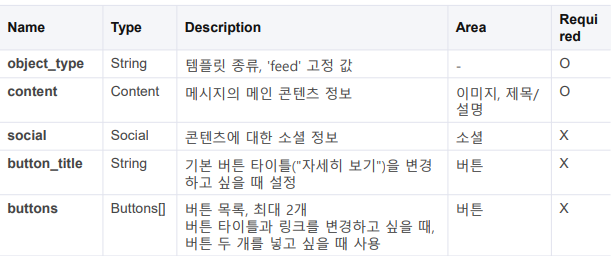 Name Type Description Area Requi
red
object_type String 템플릿 종류, 'feed' 고정 값 - O
content Content 메시지의 메인 콘텐츠 정보 이미지, 제목/ O
설명
social Social 콘텐츠에 대한 소셜 정보 소셜 X
button_title String 기본 버튼 타이틀("자세히 보기")을 변경 버튼 X
하고 싶을 때 설정
buttons Buttons[] 버튼 목록, 최대 2개 버튼 X
버튼 타이틀과 링크를 변경하고 싶을 때,
버튼 두 개를 넣고 싶을 때 사용